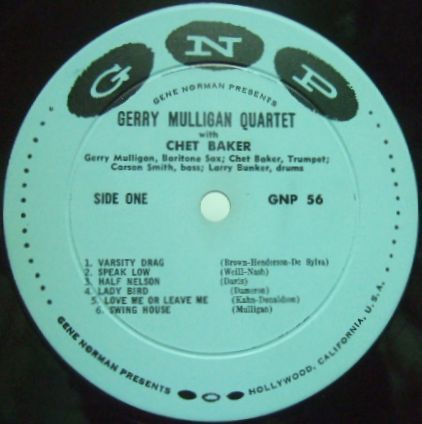 GNP
GENE NORMAN PRESENTS
GERRY MULLIGAN QUARTET
with
CHET BAKER
Gerry Mulligan, Baritone Sax; Chet Baker, Trumpet;
Carson Smith, bass; Larry Bunker, drums
SIDE ONE GNP 56
1. VARSITY DRAG (Brown-Henderson-De Sylva)
2. SPEAK LOW (Weill-Nash)
3. HALF NELSON (Davis)
4. LADY BIRD (Dameron)
5. LOVE ME OR LEAVE ME (Kahn-Donaldson)
6. SWING HOUSE (Mulligan)
GENE NORMAN PRESENTS HOLLYWOOD, CALIFORNIA, U.S.A.